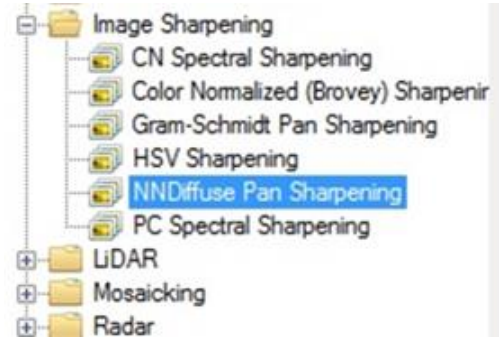 Image Sharpening
CN Spectral Sharpening
Color Normalized (Brovey) Sharpenin
Gram-Schmidt Pan Sharpening
HSV Sharpening
NNDiffuse Pan Sharpening
PC Spectral Sharpening
LiDAR
Mosaicking
Radar